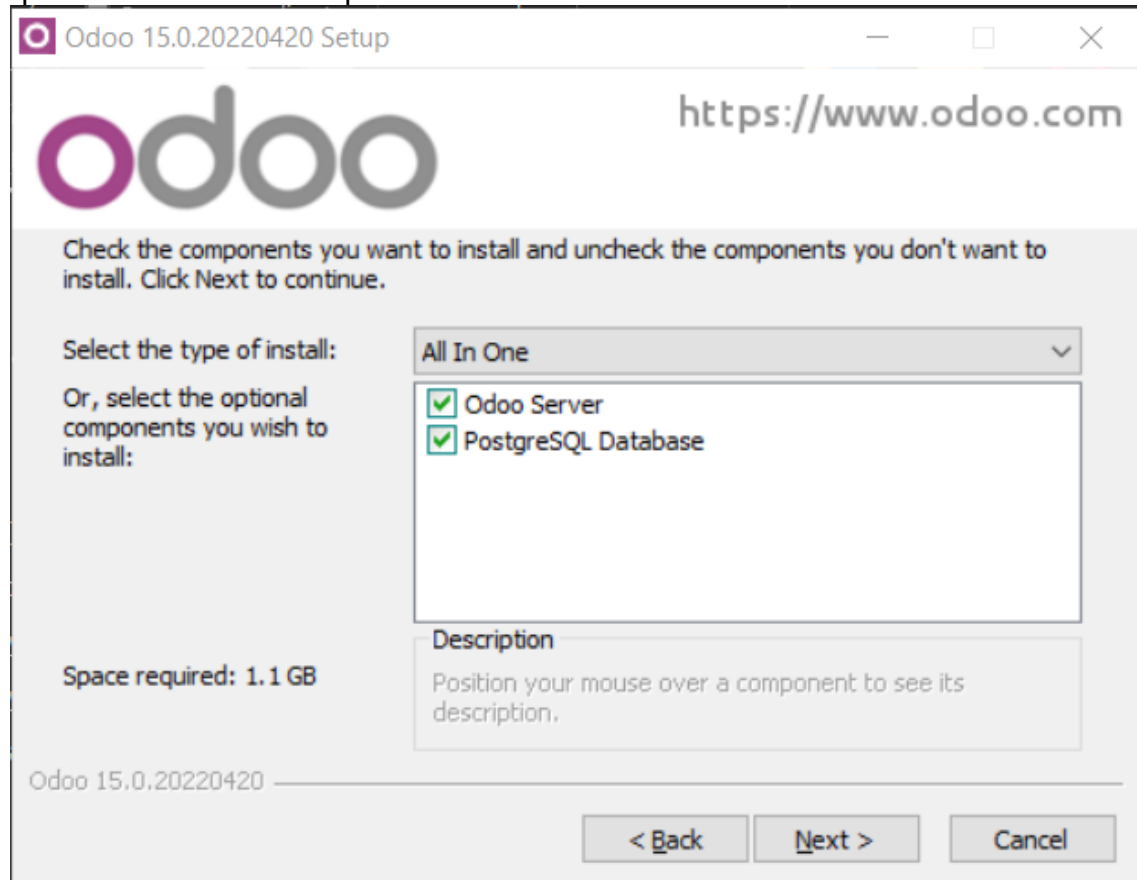 Odoo 15.0.20220420 Setup
odoo
https://www.odoo.com
Check the components you want to install and uncheck the components you don't want to
install. Click Next to continue.
Select the type of install:
All In One
Or, select the optional
components you wish to
install:
Odoo Server
PostgreSQL Database
Space required: 1.1 GB
Description
Position your mouse over a component to see its
description.
Odoo 15.0.20220420
< Back
Next >
Cancel